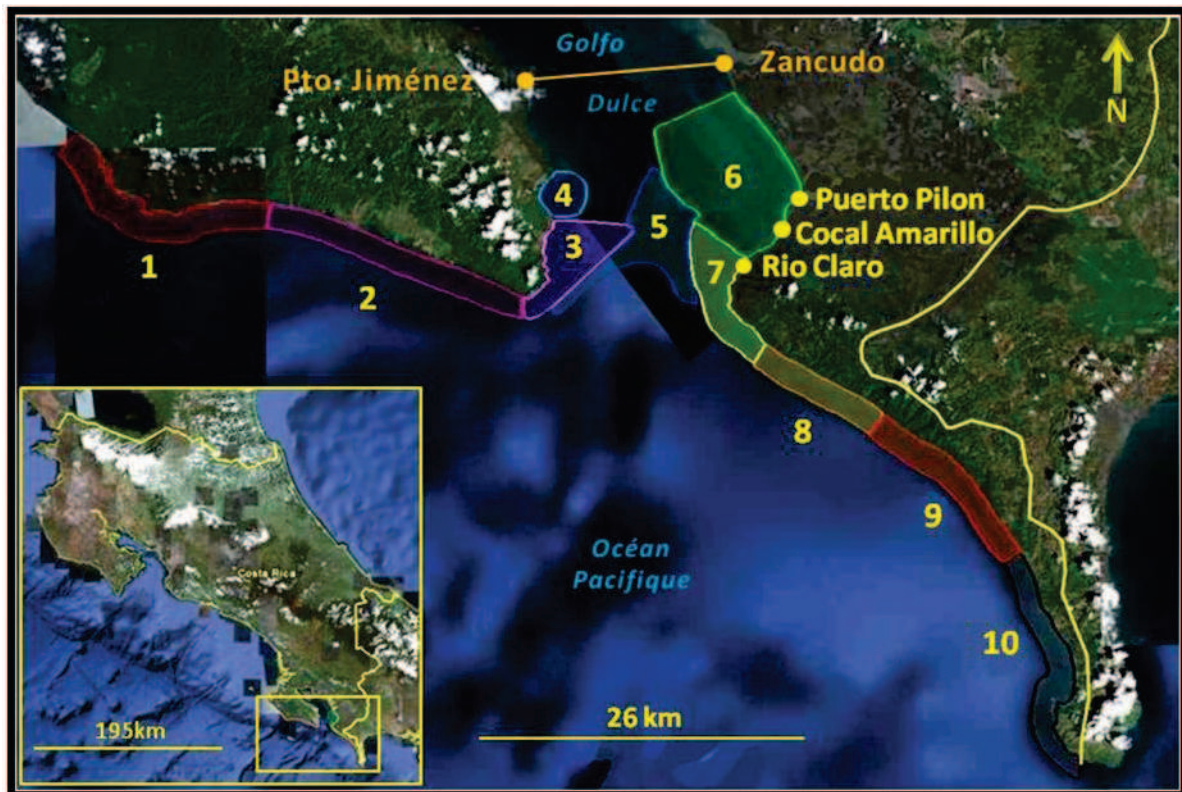 Golfo
Dulce
Pto. Jiménez
Zancudo
N
1
2
3
4
5
6
7
8
9
10
Puerto Pilon
Cocal Amarillo
Rio Claro
Océan
Pacifique
26 km
Costa Rica
195km